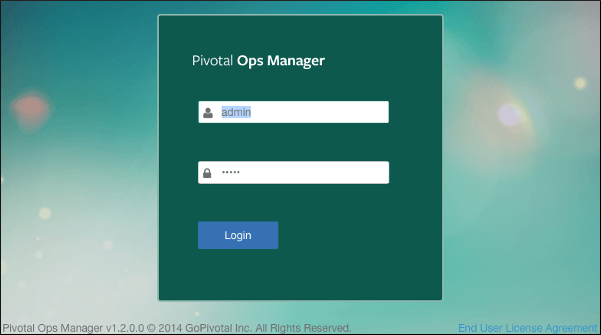 Pivotal Ops Manager
admin
•••••
Login
Pivotal Ops Manager v1.2.0.0 © 2014 GoPivotal Inc. All Rights Reserved.
End User License Agreement